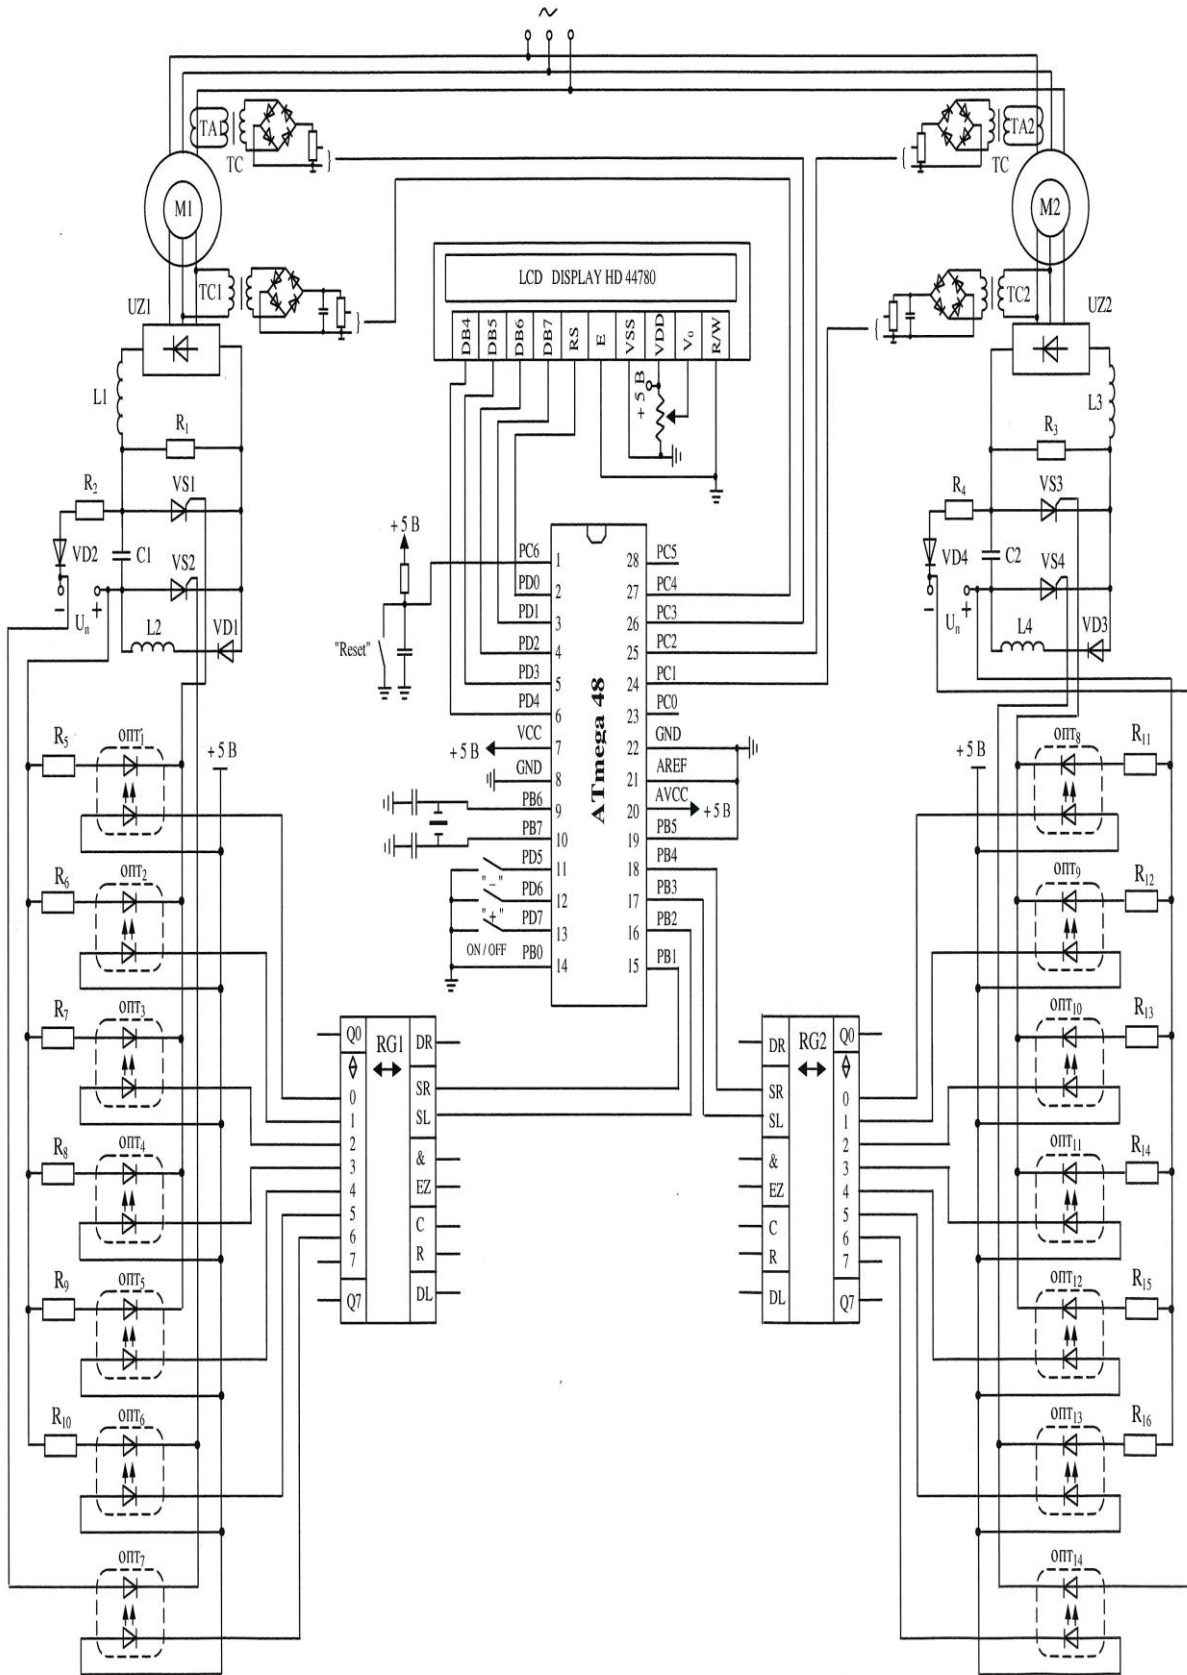 ~
TA1
TC
TA2
TC
M1
M2
TC1
TC2
UZ1
UZ2
LCD DISPLAY HD 44780
DB4 DB5 DB6 DB7 RS E VSS VDD V₀ R/W
+ 5 В
L1
L3
R₁
R₃
R₂
VS1
R₄
VS3
VD2
C1
VS2
VD4
C2
VS4
- Uп +
- Uп +
L2
VD1
L4
VD3
+ 5 В
"Reset"
ATmega 48
PC6 1 28 PC5
PD0 2 27 PC4
PD1 3 26 PC3
PD2 4 25 PC2
PD3 5 24 PC1
PD4 6 23 PC0
VCC 7 22 GND
+5 В
GND 8 21 AREF
PB6 9 20 AVCC
+5 В
PB7 10 19 PB5
PD5 11 18 PB4
" – "
PD6 12 17 PB3
" + "
PD7 13 16 PB2
ON / OFF
PB0 14 15 PB1
R₅ опт₁
+ 5 В
R₆ опт₂
R₇ опт₃
R₈ опт₄
R₉ опт₅
R₁₀ опт₆
опт₇
+5 В
опт₈ R₁₁
опт₉ R₁₂
опт₁₀ R₁₃
опт₁₁ R₁₄
опт₁₂ R₁₅
опт₁₃ R₁₆
опт₁₄
Q0 RG1 DR
0 SR
1 SL
2
3 &
4 EZ
5 C
6 R
7
Q7 DL
DR RG2 Q0
SR 0
SL 1
2
& 3
EZ 4
C 5
R 6
7
DL Q7